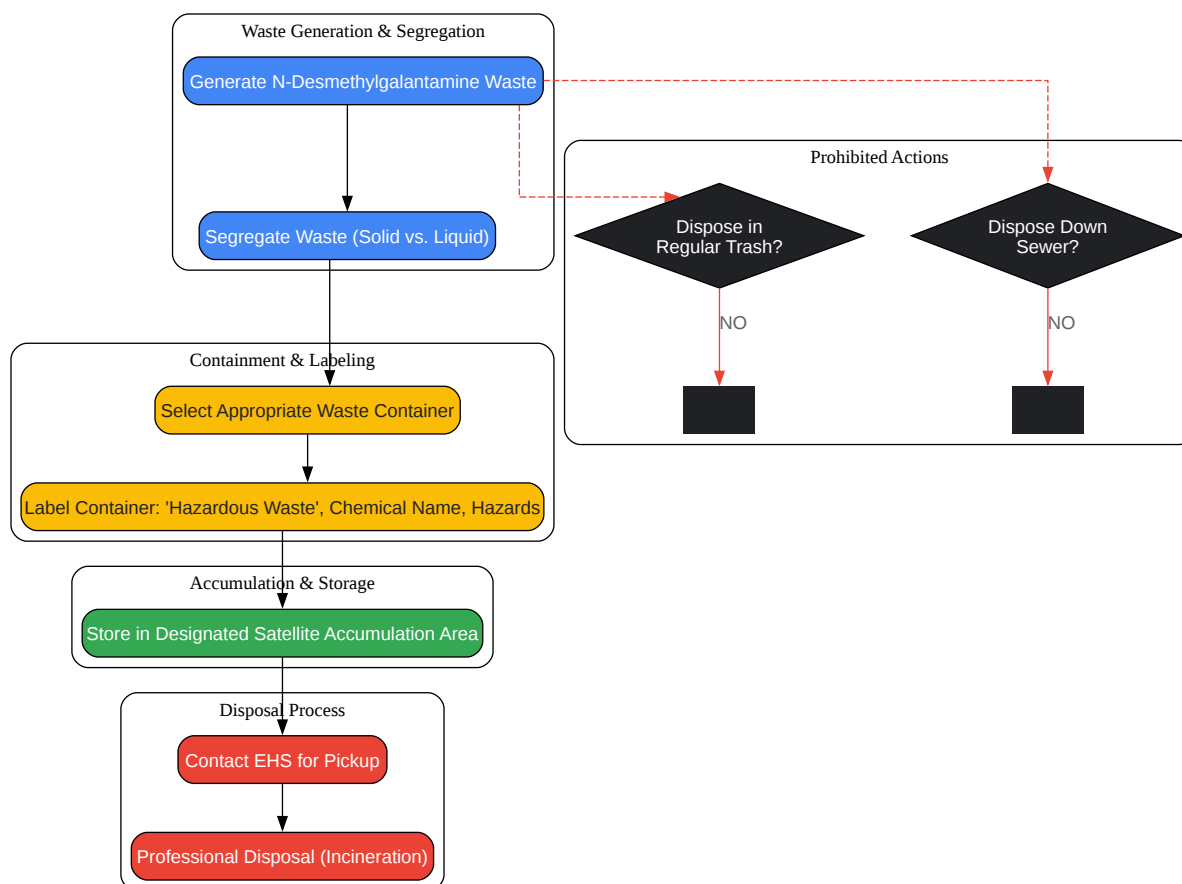 Waste Generation & Segregation
Generate N-Desmethylgalantamine Waste
Segregate Waste (Solid vs. Liquid)
Prohibited Actions
Dispose in
Regular Trash?
Dispose Down
Sewer?
NO
NO
Containment & Labeling
Select Appropriate Waste Container
Label Container: 'Hazardous Waste', Chemical Name, Hazards
Accumulation & Storage
Store in Designated Satellite Accumulation Area
Disposal Process
Contact EHS for Pickup
Professional Disposal (Incineration)